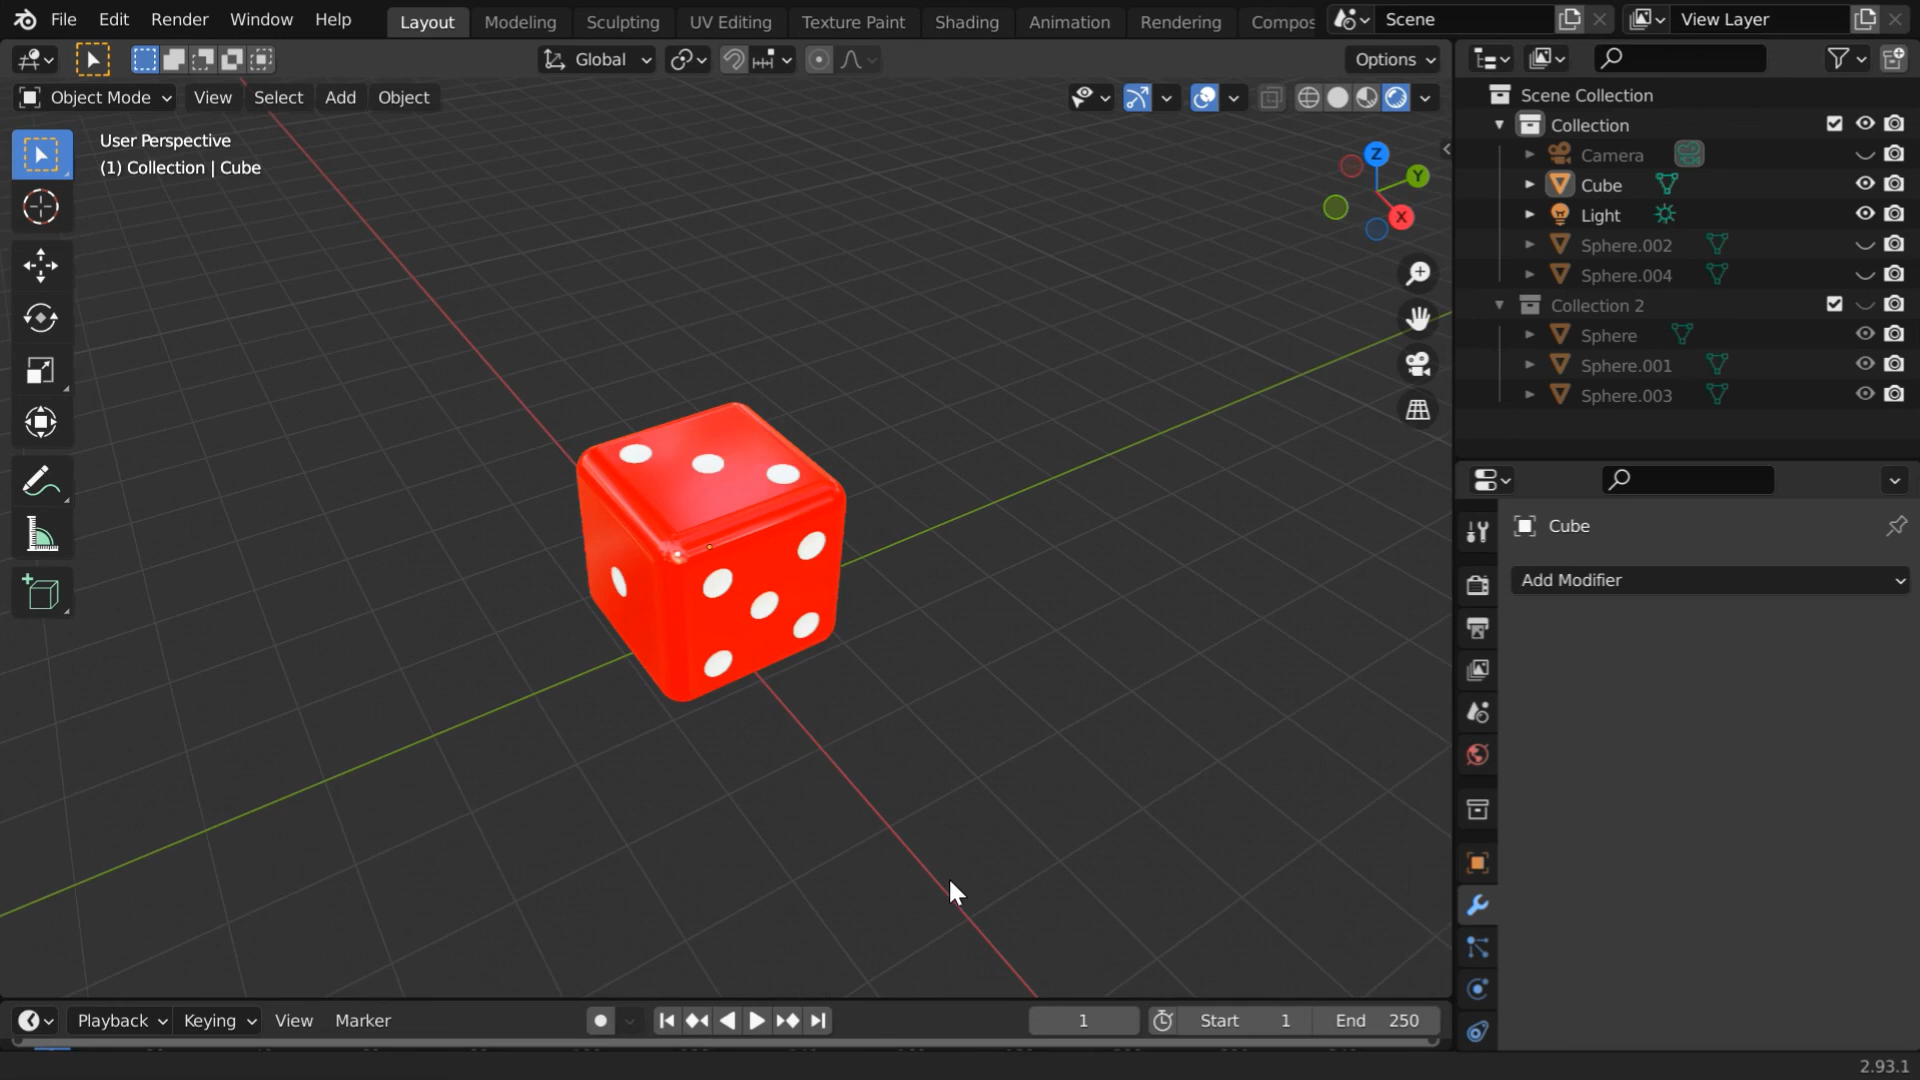 File Edit Render Window Help Layout Modeling Sculpting UV Editing Texture Paint Shading Animation Rendering Compos Scene View Layer
Global Options
Object Mode View Select Add Object
User Perspective
(1) Collection | Cube
Z
Y
X
Scene Collection
Collection
Camera
Cube
Light
Sphere.002
Sphere.004
Collection 2
Sphere
Sphere.001
Sphere.003
Cube
Add Modifier
Playback Keying View Marker 1 Start 1 End 250
2.93.1